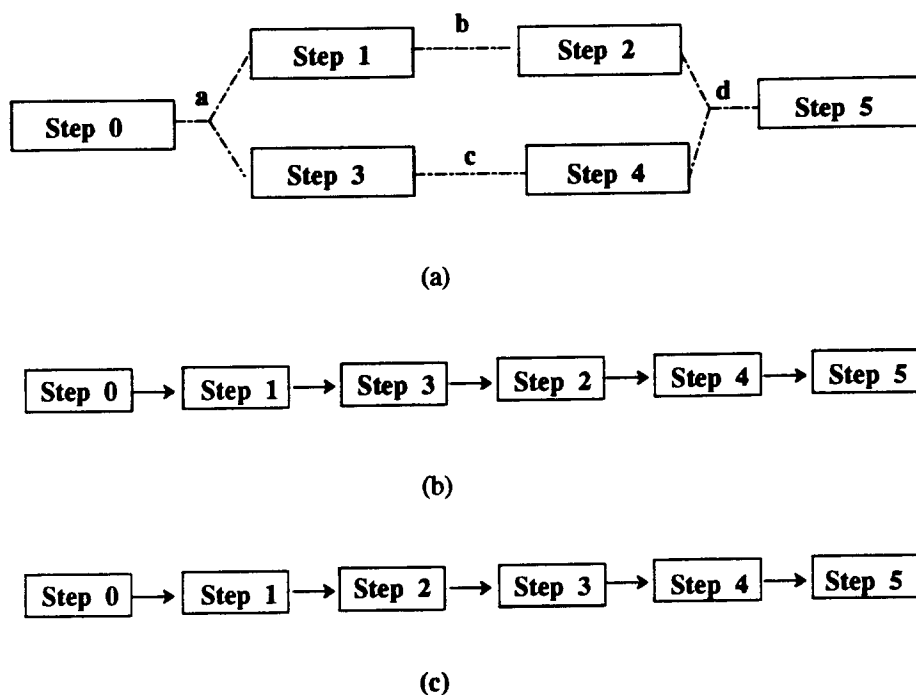 b
Step 1
Step 2
a
d
Step 0
Step 5
c
Step 3
Step 4
(a)
Step 0
Step 1
Step 3
Step 2
Step 4
Step 5
(b)
Step 0
Step 1
Step 2
Step 3
Step 4
Step 5
(c)